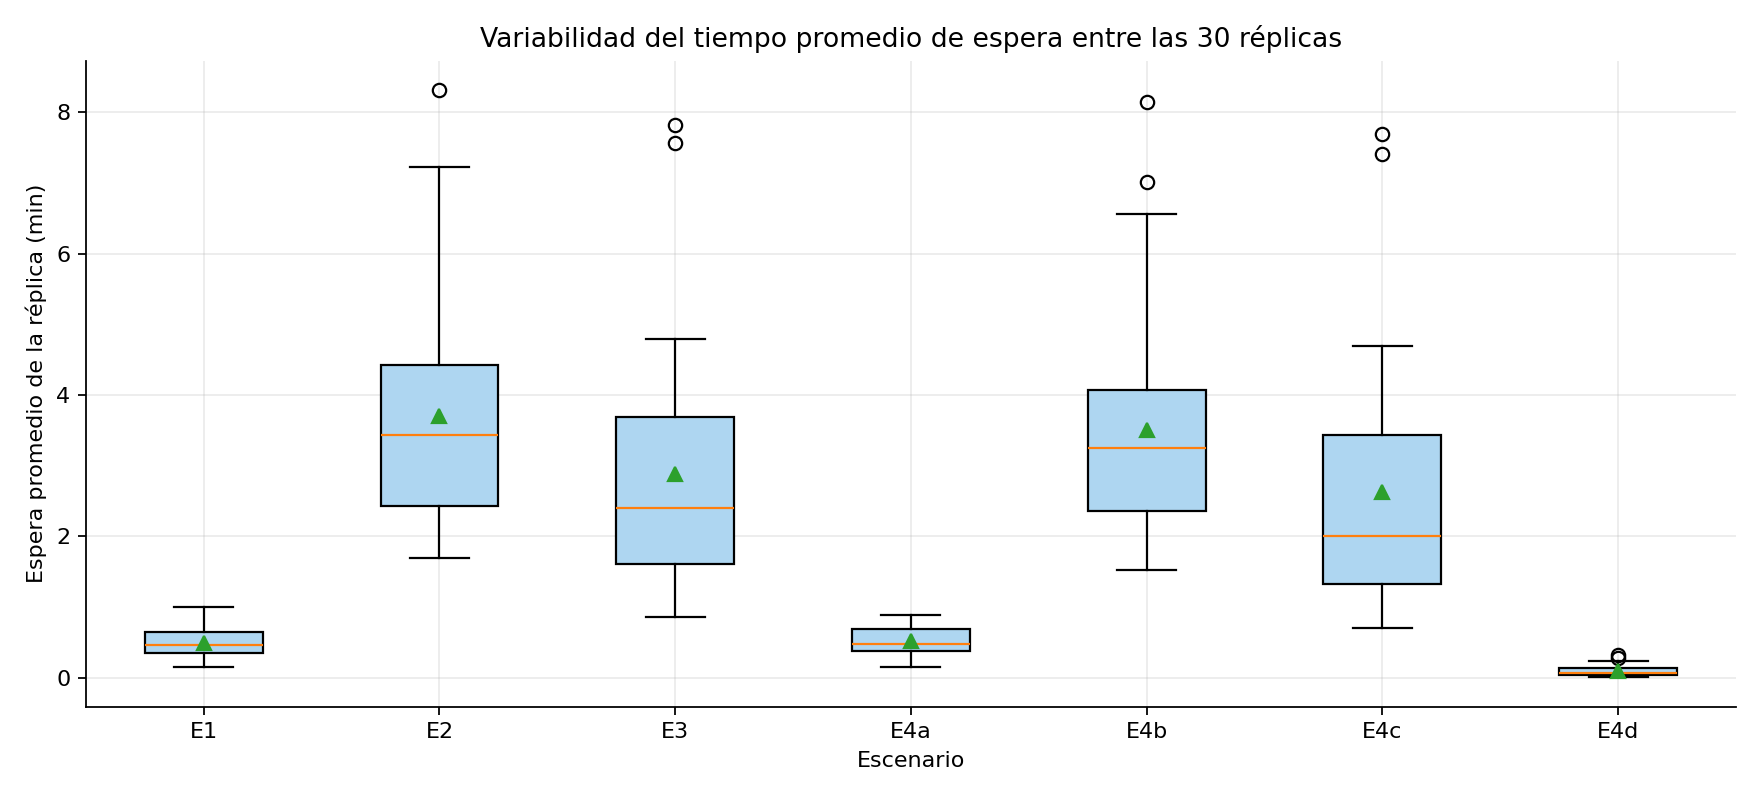 Variabilidad del tiempo promedio de espera entre las 30 réplicas
Espera promedio de la réplica (min)
8
6
4
2
0
E1 E2 E3 E4a E4b E4c E4d
Escenario